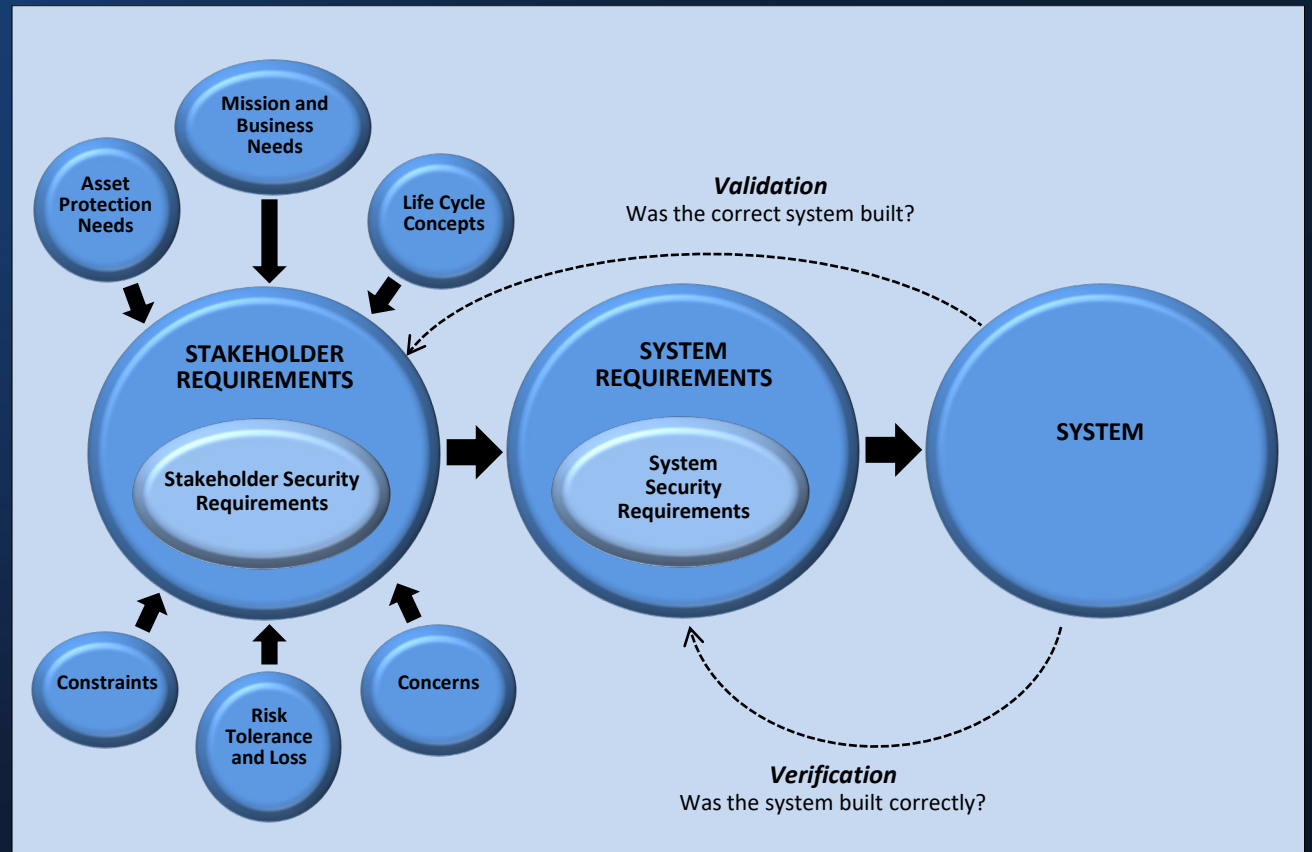 Mission and
Business
Needs
Asset
Protection
Needs
Life Cycle
Concepts
Validation
Was the correct system built?
STAKEHOLDER
REQUIREMENTS
Stakeholder Security
Requirements
SYSTEM
REQUIREMENTS
System
Security
Requirements
SYSTEM
Constraints
Risk
Tolerance
and Loss
Concerns
Verification
Was the system built correctly?